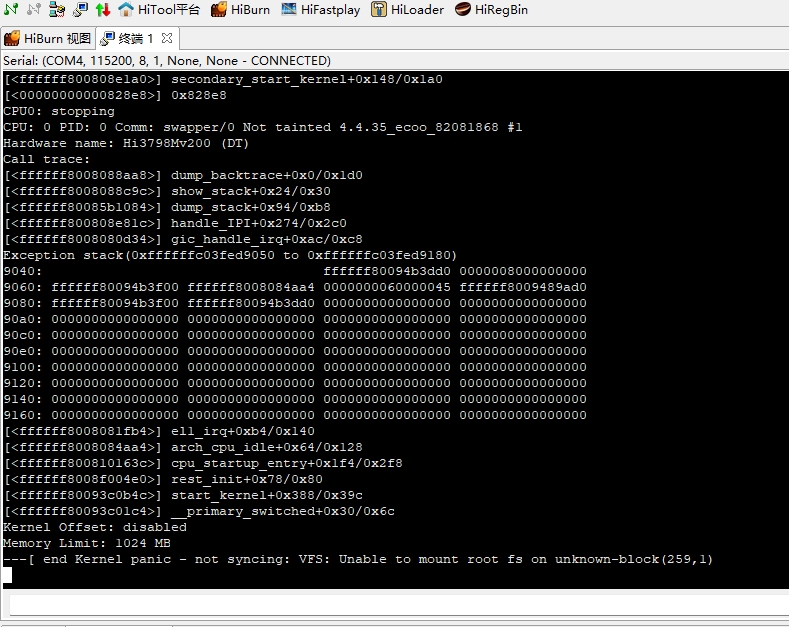 HiTool平台 HiBurn HiFastplay HiLoader HiRegBin
HiBurn 视图 终端 1
Serial: (COM4, 115200, 8, 1, None, None - CONNECTED)
[<ffffff800808e1a0>] secondary_start_kernel+0x148/0x1a0
[<00000000000828e8>] 0x828e8
CPU0: stopping
CPU: 0 PID: 0 Comm: swapper/0 Not tainted 4.4.35_ecoo_82081868 #1
Hardware name: Hi3798Mv200 (DT)
Call trace:
[<ffffff8008088aa8>] dump_backtrace+0x0/0x1d0
[<ffffff8008088c9c>] show_stack+0x24/0x30
[<ffffff80085b1084>] dump_stack+0x94/0xb8
[<ffffff800808e81c>] handle_IPI+0x274/0x2c0
[<ffffff8008080d34>] gic_handle_irq+0xac/0xc8
Exception stack(0xffffffc03fed9050 to 0xffffffc03fed9180)
9040: ffffff80094b3dd0 0000008000000000
9060: ffffff80094b3f00 ffffff8008084aa4 0000000060000045 ffffff8009489ad0
9080: ffffff80094b3f00 ffffff80094b3dd0 0000000000000000 0000000000000000
90a0: 0000000000000000 0000000000000000 0000000000000000 0000000000000000
90c0: 0000000000000000 0000000000000000 0000000000000000 0000000000000000
90e0: 0000000000000000 0000000000000000 0000000000000000 0000000000000000
9100: 0000000000000000 0000000000000000 0000000000000000 0000000000000000
9120: 0000000000000000 0000000000000000 0000000000000000 0000000000000000
9140: 0000000000000000 0000000000000000 0000000000000000 0000000000000000
9160: 0000000000000000 0000000000000000 0000000000000000 0000000000000000
[<ffffff8008081fb4>] el1_irq+0xb4/0x140
[<ffffff8008084aa4>] arch_cpu_idle+0x64/0x128
[<ffffff800810163c>] cpu_startup_entry+0x1f4/0x2f8
[<ffffff8008f004e0>] rest_init+0x78/0x80
[<ffffff80093c0b4c>] start_kernel+0x388/0x39c
[<ffffff80093c01c4>] __primary_switched+0x30/0x6c
Kernel Offset: disabled
Memory Limit: 1024 MB
---[ end Kernel panic - not syncing: VFS: Unable to mount root fs on unknown-block(259,1)